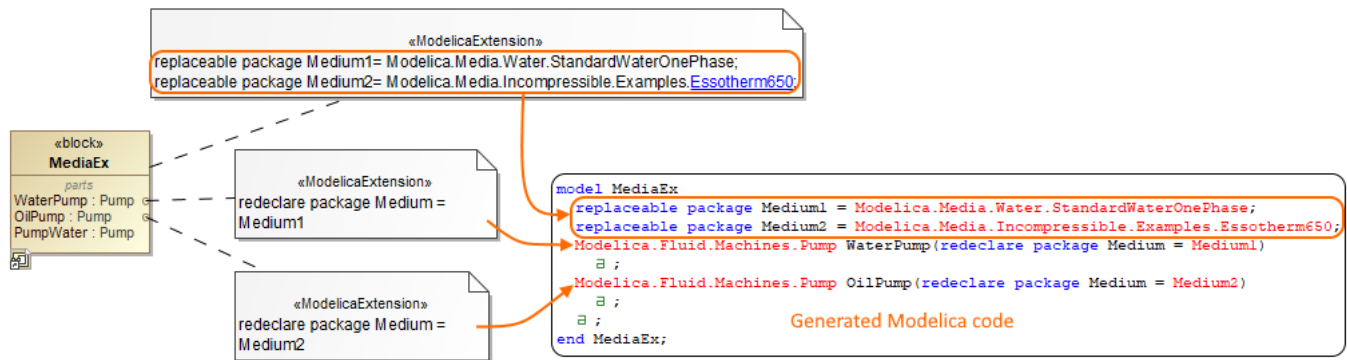 «ModelicaExtension»
replaceable package Medium1= Modelica.Media.Water.StandardWaterOnePhase;
replaceable package Medium2= Modelica.Media.Incompressible.Examples.Essotherm650;
«block»
MediaEx
parts
WaterPump : Pump
OilPump : Pump
PumpWater : Pump
«ModelicaExtension»
redeclare package Medium =
Medium1
«ModelicaExtension»
redeclare package Medium =
Medium2
model MediaEx
replaceable package Medium1 = Modelica.Media.Water.StandardWaterOnePhase;
replaceable package Medium2 = Modelica.Media.Incompressible.Examples.Essotherm650;
Modelica.Fluid.Machines.Pump WaterPump(redeclare package Medium = Medium1)
a ;
Modelica.Fluid.Machines.Pump OilPump(redeclare package Medium = Medium2)
a ;
a ;
end MediaEx;
Generated Modelica code